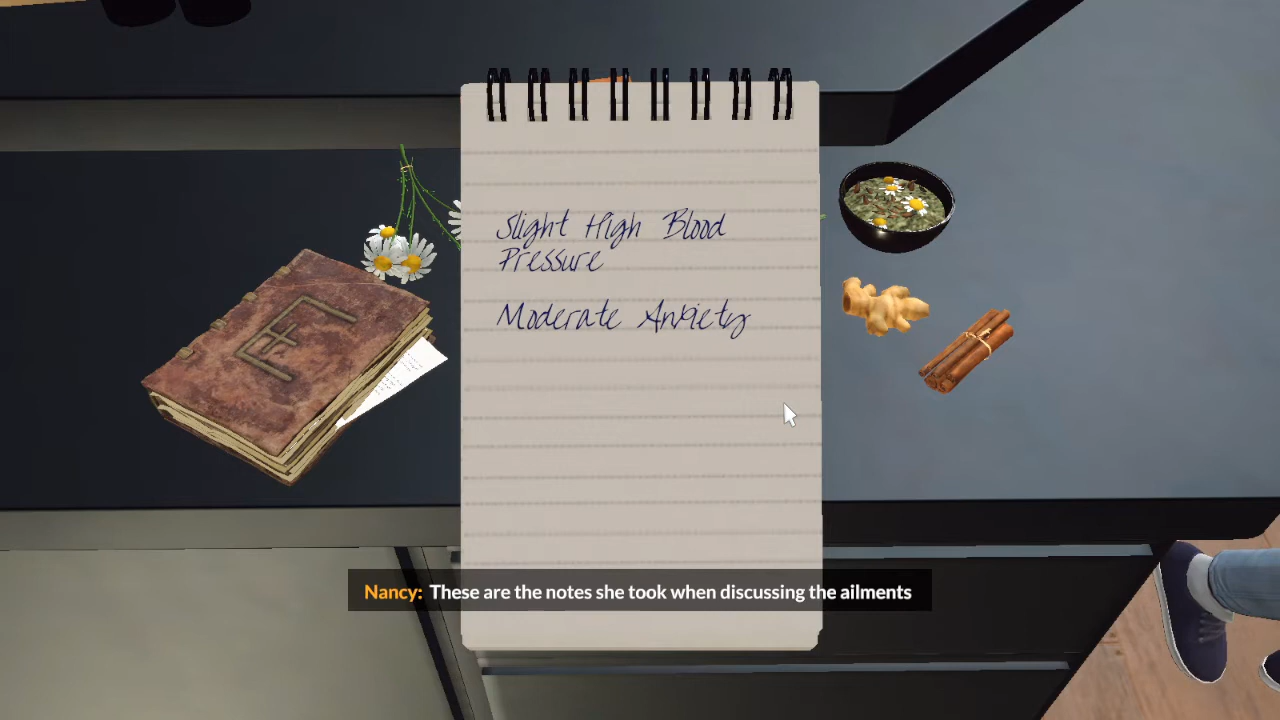 Slight High Blood
Pressure
Moderate Anxiety
Nancy: These are the notes she took when discussing the ailments